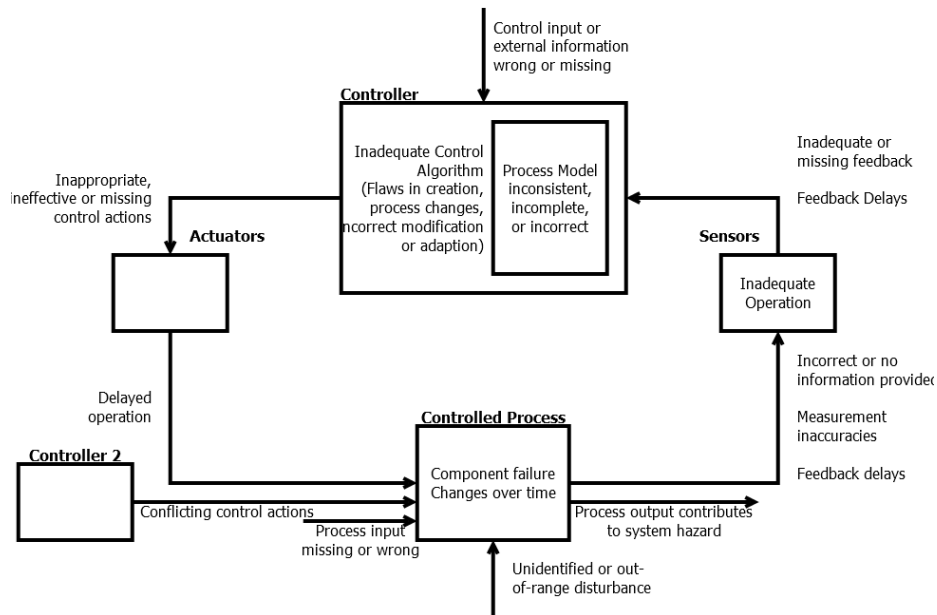 Control input or
external information
wrong or missing
Controller
Inadequate Control
Algorithm
(Flaws in creation,
process changes,
incorrect modification
or adaption)
Process Model
inconsistent,
incomplete,
or incorrect
Inadequate or
missing feedback
Feedback Delays
Inappropriate,
ineffective or missing
control actions
Actuators
Sensors
Inadequate
Operation
Delayed
operation
Incorrect or no
information provided
Measurement
inaccuracies
Feedback delays
Controlled Process
Component failure
Changes over time
Controller 2
Conflicting control actions
Process input
missing or wrong
Process output contributes
to system hazard
Unidentified or out-
of-range disturbance